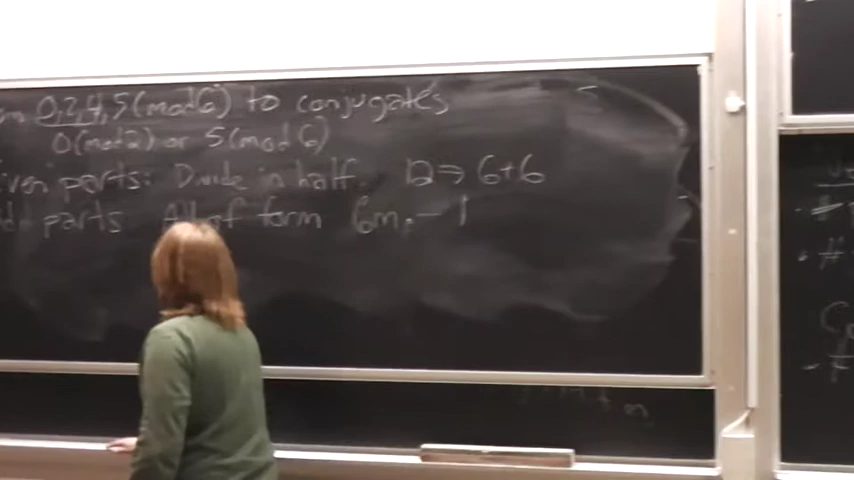 0,2,4,5 (mod 6) to conjugates
0 (mod 2) or 5 (mod 6)
parts: Divide in half. 12 ⇒ 6+6
parts All of form 6m, - 1